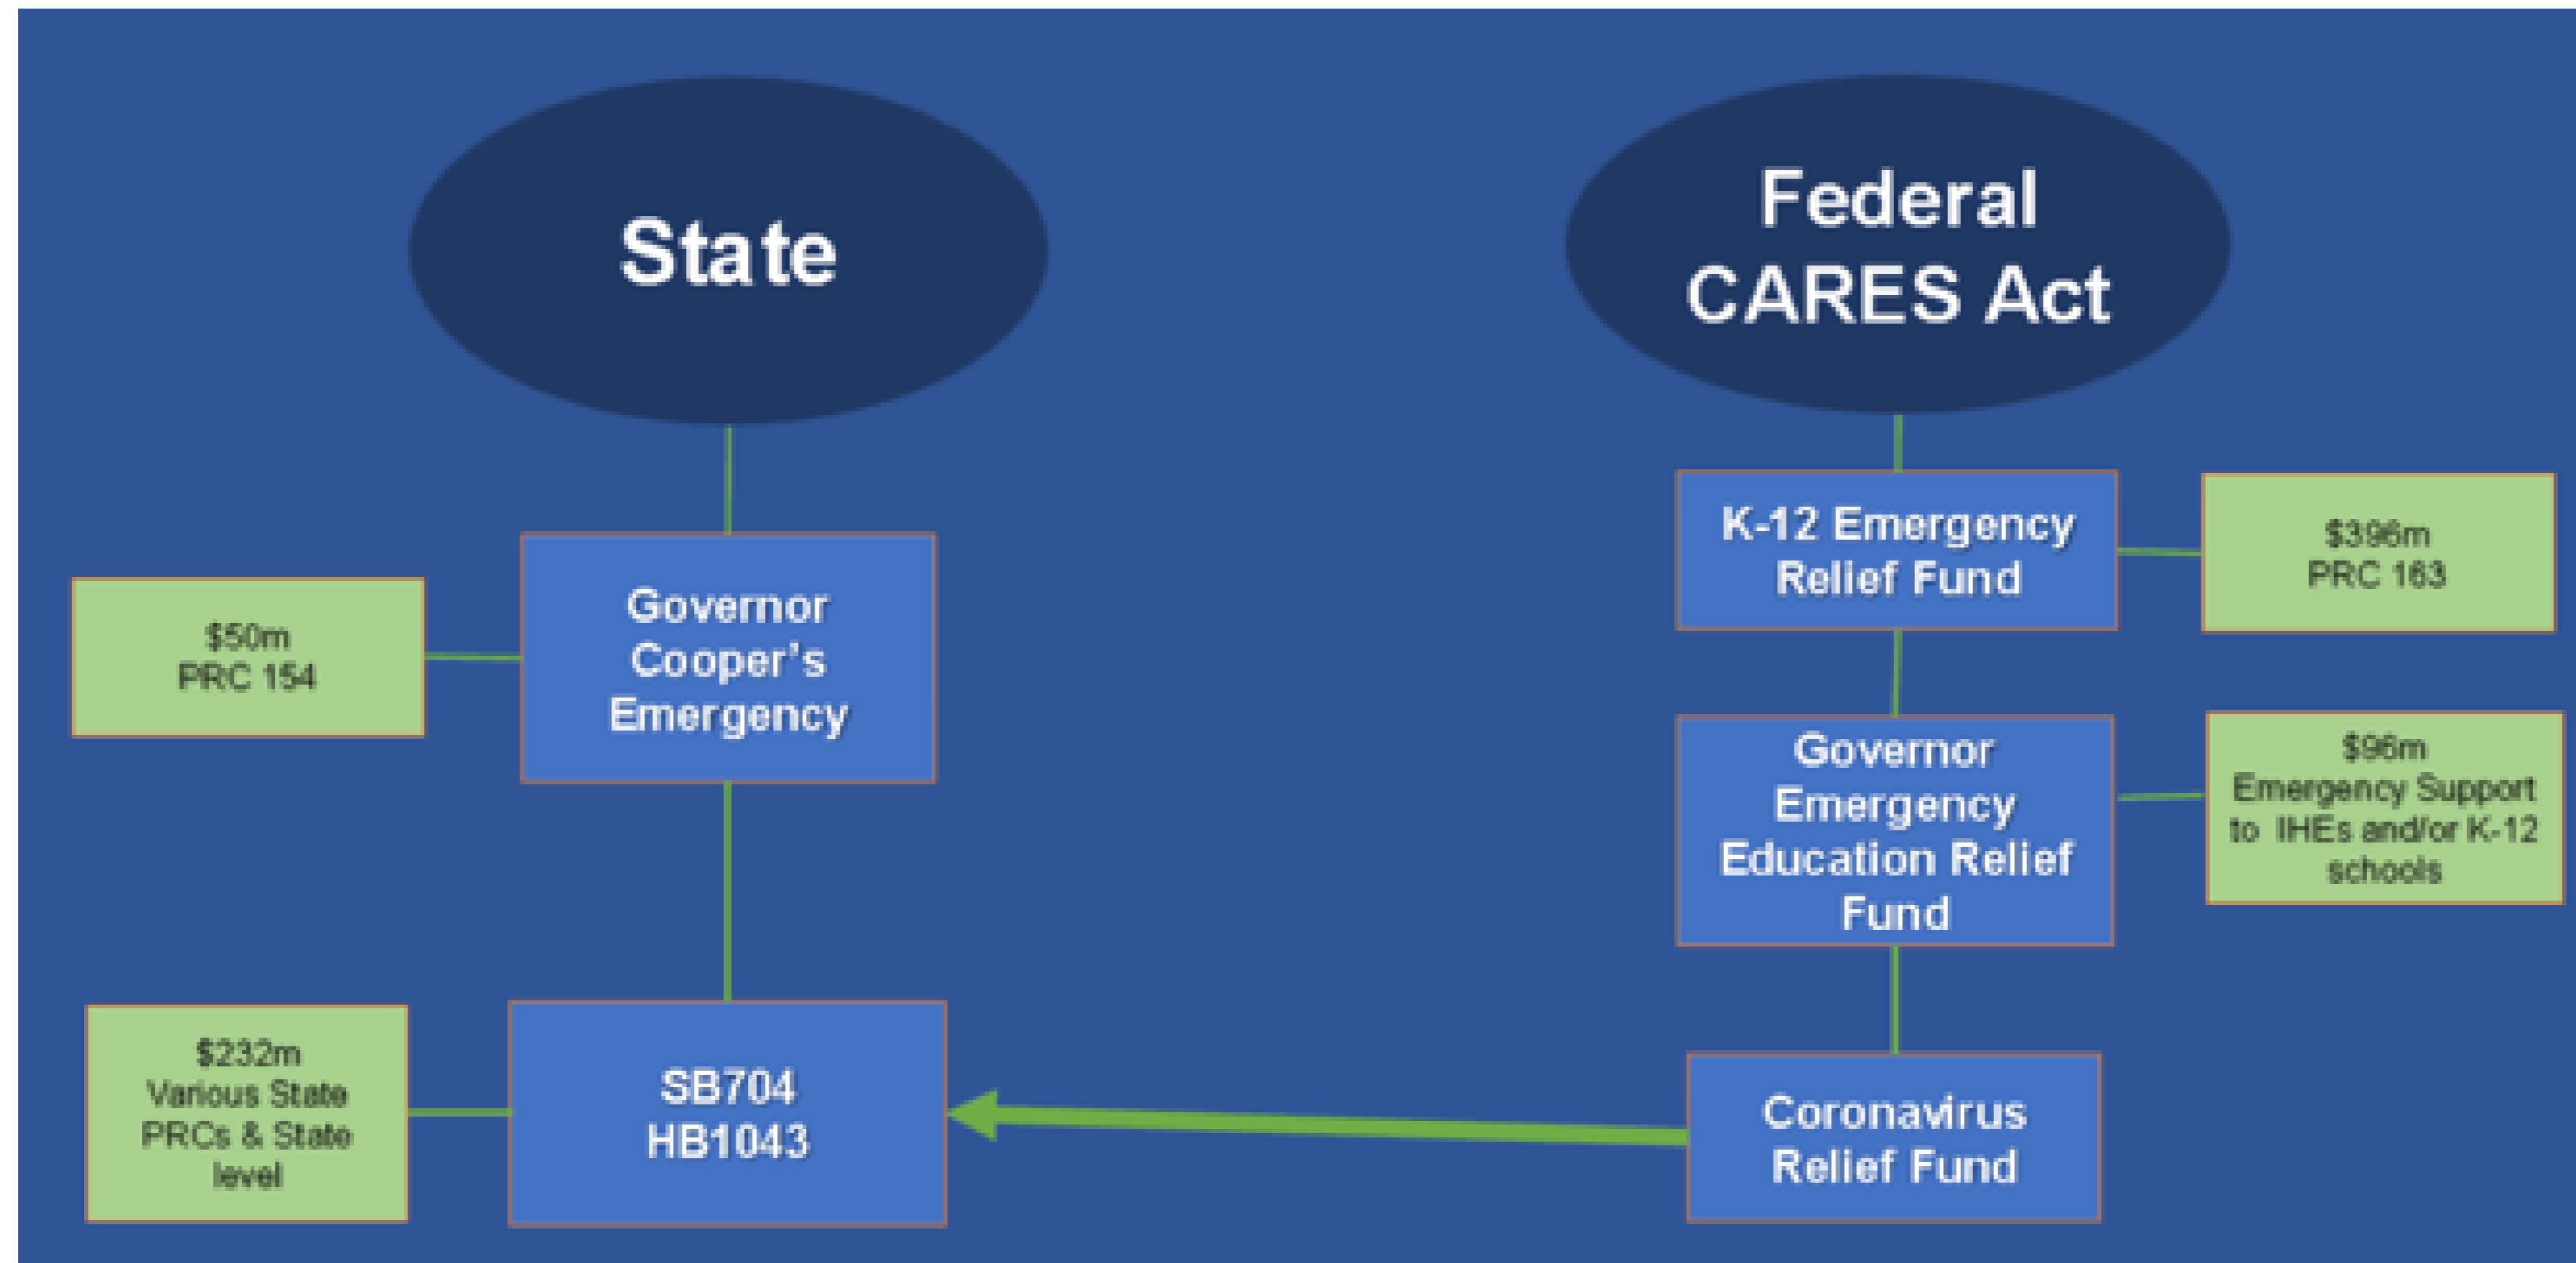 State
Governor
Cooper's
Emergency
$50m
PRC 154
SB704
HB1043
$232m
Various State
PRCs & State
level
Federal
CARES Act
K-12 Emergency
Relief Fund
$396m
PRC 163
Governor
Emergency
Education Relief
Fund
$96m
Emergency Support
to IHEs and/or K-12
schools
Coronavirus
Relief Fund